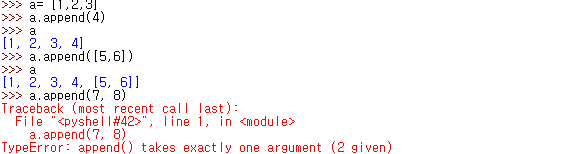 >>> a= [1,2,3]
>>> a.append(4)
>>> a
[1, 2, 3, 4]
>>> a.append([5,6])
>>> a
[1, 2, 3, 4, [5, 6]]
>>> a.append(7, 8)
Traceback (most recent call last):
  File "<pyshell#42>", line 1, in <module>
    a.append(7, 8)
TypeError: append() takes exactly one argument (2 given)